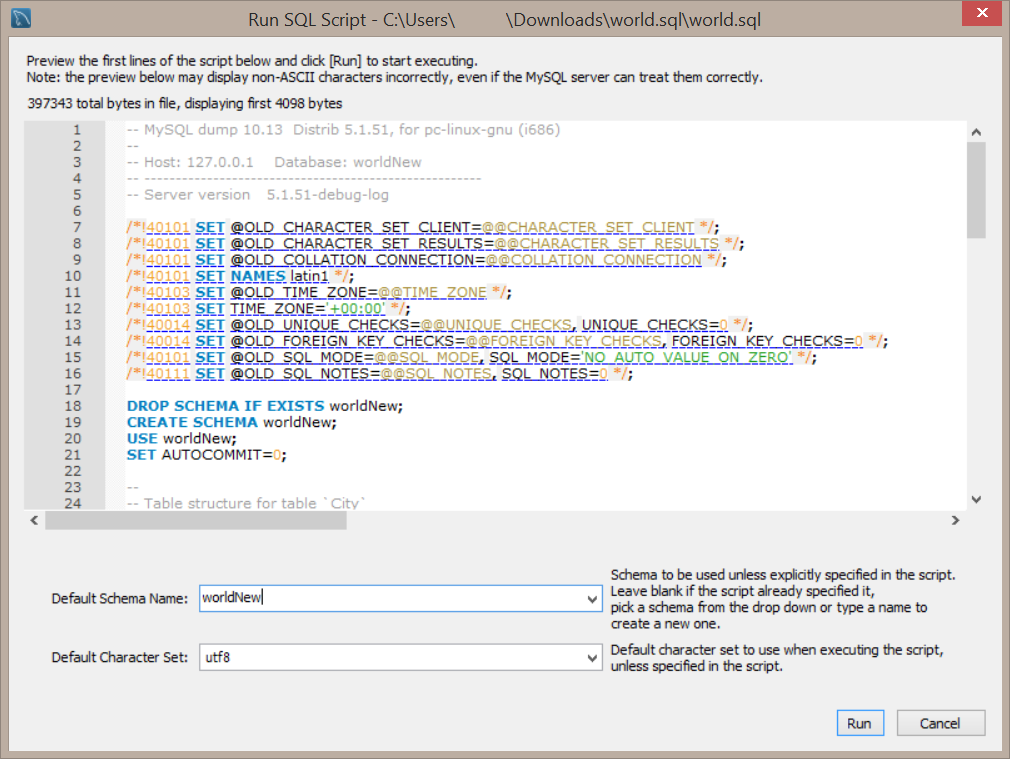 Run SQL Script - C:\Users\ \Downloads\world.sql\world.sql
Preview the first lines of the script below and click [Run] to start executing.
Note: the preview below may display non-ASCII characters incorrectly, even if the MySQL server can treat them correctly.
397343 total bytes in file, displaying first 4098 bytes
1 -- MySQL dump 10.13  Distrib 5.1.51, for pc-linux-gnu (i686)
2 --
3 -- Host: 127.0.0.1    Database: worldNew
4 -- ------------------------------------------------------
5 -- Server version   5.1.51-debug-log
6
7 /*!40101 SET @OLD_CHARACTER_SET_CLIENT=@@CHARACTER_SET_CLIENT */;
8 /*!40101 SET @OLD_CHARACTER_SET_RESULTS=@@CHARACTER_SET_RESULTS */;
9 /*!40101 SET @OLD_COLLATION_CONNECTION=@@COLLATION_CONNECTION */;
10 /*!40101 SET NAMES latin1 */;
11 /*!40103 SET @OLD_TIME_ZONE=@@TIME_ZONE */;
12 /*!40103 SET TIME_ZONE='+00:00' */;
13 /*!40014 SET @OLD_UNIQUE_CHECKS=@@UNIQUE_CHECKS, UNIQUE_CHECKS=0 */;
14 /*!40014 SET @OLD_FOREIGN_KEY_CHECKS=@@FOREIGN_KEY_CHECKS, FOREIGN_KEY_CHECKS=0 */;
15 /*!40101 SET @OLD_SQL_MODE=@@SQL_MODE, SQL_MODE='NO_AUTO_VALUE_ON_ZERO' */;
16 /*!40111 SET @OLD_SQL_NOTES=@@SQL_NOTES, SQL_NOTES=0 */;
17
18 DROP SCHEMA IF EXISTS worldNew;
19 CREATE SCHEMA worldNew;
20 USE worldNew;
21 SET AUTOCOMMIT=0;
22
23 --
24 -- Table structure for table `City`
Default Schema Name: worldNew
Schema to be used unless explicitly specified in the script.
Leave blank if the script already specified it,
pick a schema from the drop down or type a name to
create a new one.
Default Character Set: utf8
Default character set to use when executing the script,
unless specified in the script.
Run Cancel